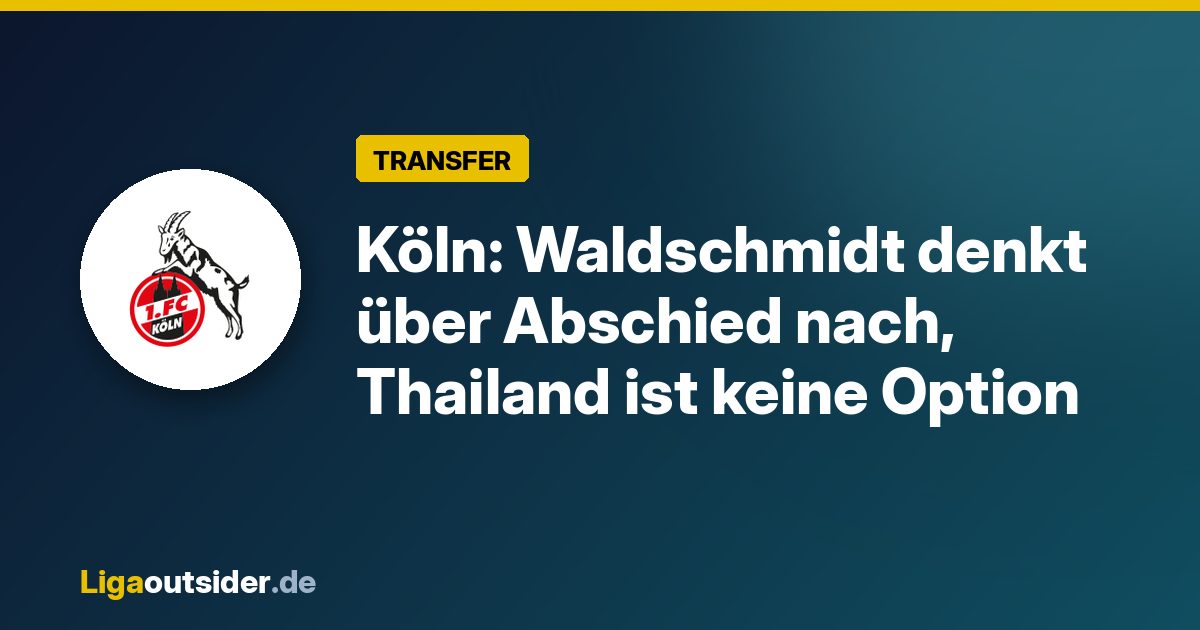 TRANSFER
Köln: Waldschmidt denkt
über Abschied nach,
Thailand ist keine Option
1.FC
KÖLN
Ligaoutsider.de